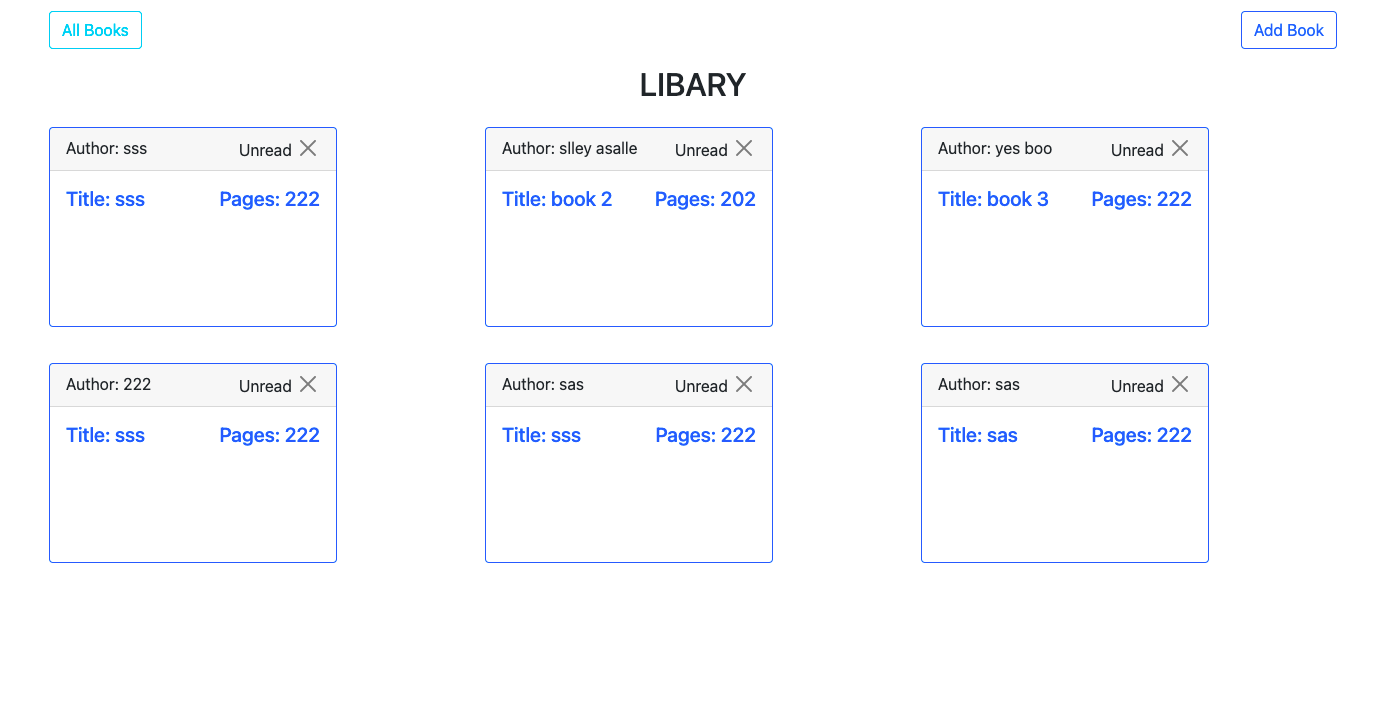 All Books Add Book
LIBARY
Author: sss Unread
Title: sss Pages: 222
Author: slley asalle Unread
Title: book 2 Pages: 202
Author: yes boo Unread
Title: book 3 Pages: 222
Author: 222 Unread
Title: sss Pages: 222
Author: sas Unread
Title: sss Pages: 222
Author: sas Unread
Title: sas Pages: 222